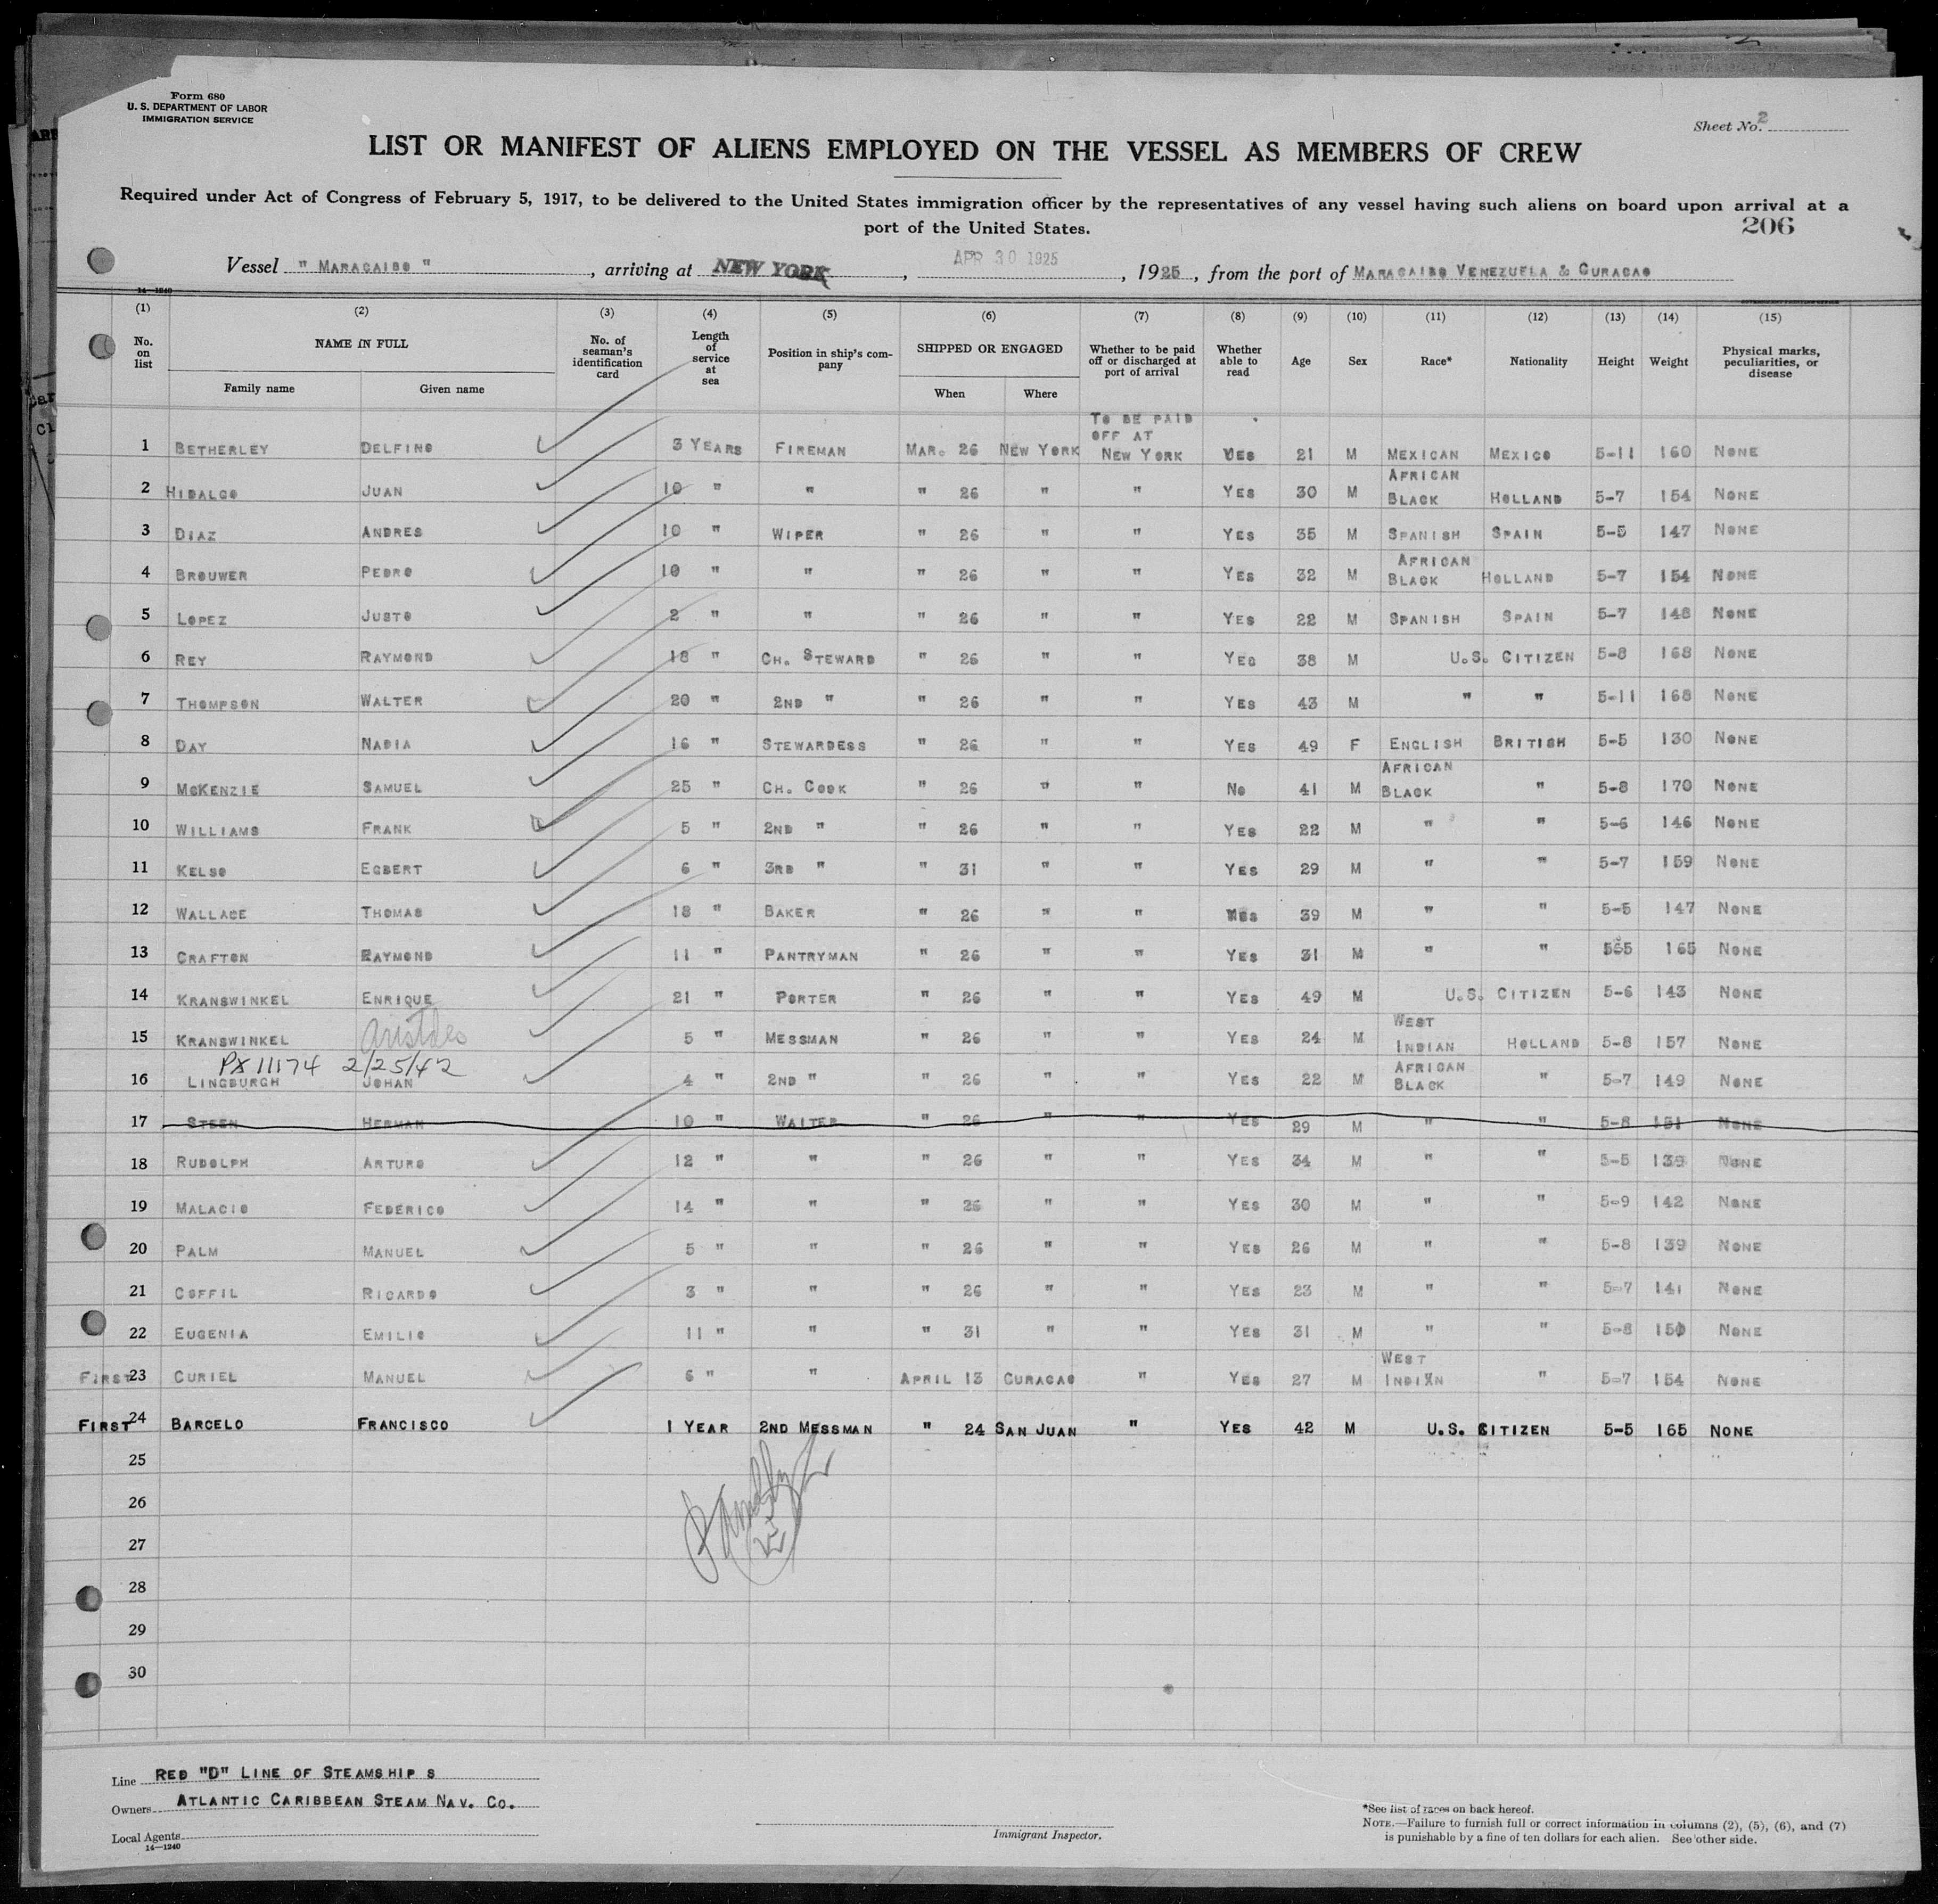 Form 680
U. S. DEPARTMENT OF LABOR
IMMIGRATION SERVICE
Sheet No. 2
LIST OR MANIFEST OF ALIENS EMPLOYED ON THE VESSEL AS MEMBERS OF CREW
Required under Act of Congress of February 5, 1917, to be delivered to the United States immigration officer by the representatives of any vessel having such aliens on board upon arrival at a
port of the United States.
206
Vessel " MARACAIBO " , arriving at NEW YORK , APR 30 1925 , 1925 , from the port of MARACAIBO VENEZUELA & CURACAO
14—1240
(1) (2) (3) (4) (5) (6) (7) (8) (9) (10) (11) (12) (13) (14) (15)
No. on list NAME IN FULL Family name Given name No. of seaman's identification card Length of service at sea Position in ship's company SHIPPED OR ENGAGED When Where Whether to be paid off or discharged at port of arrival Whether able to read Age Sex Race* Nationality Height Weight Physical marks, peculiarities, or disease
1 BETHERLEY DELFINO 3 YEARS FIREMAN MAR. 26 NEW YORK TO BE PAID OFF AT NEW YORK YES 21 M MEXICAN MEXICO 5-11 160 NONE
2 HIDALGO JUAN 10 " " " 26 " " YES 30 M AFRICAN BLACK HOLLAND 5-7 154 NONE
3 DIAZ ANDRES 10 " WIPER " 26 " " YES 35 M SPANISH SPAIN 5-5 147 NONE
4 BROUWER PEDRO 10 " " " 26 " " YES 32 M AFRICAN BLACK HOLLAND 5-7 154 NONE
5 LOPEZ JUSTO 2 " " " 26 " " YES 22 M SPANISH SPAIN 5-7 148 NONE
6 REY RAYMOND 18 " CH. STEWARD " 26 " " YES 38 M U.S. CITIZEN 5-8 168 NONE
7 THOMPSON WALTER 20 " 2ND " " 26 " " YES 43 M " " 5-11 168 NONE
8 DAY NADIA 16 " STEWARDESS " 26 " " YES 49 F ENGLISH BRITISH 5-5 130 NONE
9 MCKENZIE SAMUEL 25 " CH. COOK " 26 " " NO 41 M AFRICAN BLACK " 5-8 170 NONE
10 WILLIAMS FRANK 5 " 2ND " " 26 " " YES 22 M " " 5-6 146 NONE
11 KELSO EGBERT 6 " 3RD " " 31 " " YES 29 M " " 5-7 159 NONE
12 WALLACE THOMAS 18 " BAKER " 26 " " YES 39 M " " 5-5 147 NONE
13 CRAFTON RAYMOND 11 " PANTRYMAN " 26 " " YES 31 M " " 5-5 165 NONE
14 KRANSWINKEL ENRIQUE 21 " PORTER " 26 " " YES 49 M U.S. CITIZEN 5-6 143 NONE
15 KRANSWINKEL Aristdes 5 " MESSMAN " 26 " " YES 24 M WEST INDIAN HOLLAND 5-8 157 NONE
PX 11174 2/25/42
16 LINGBURGH JOHAN 4 " 2ND " " 26 " " YES 22 M AFRICAN BLACK " 5-7 149 NONE
17 STEEN HERMAN 10 " WAITER " 26 " " YES 29 M " " 5-8 151 NONE
18 RUDOLPH ARTURO 12 " " " 26 " " YES 34 M " " 5-5 139 NONE
19 MALACIO FEDERICO 14 " " " 26 " " YES 30 M " " 5-9 142 NONE
20 PALM MANUEL 5 " " " 26 " " YES 26 M " " 5-8 139 NONE
21 COFFIL RICARDO 3 " " " 26 " " YES 23 M " " 5-7 141 NONE
22 EUGENIA EMILIO 11 " " " 31 " " YES 31 M " " 5-8 150 NONE
FIRST 23 CURIEL MANUEL 6 " " APRIL 13 CURACAO " YES 27 M WEST INDIAN " 5-7 154 NONE
FIRST 24 BARCELO FRANCISCO 1 YEAR 2ND MESSMAN " 24 SAN JUAN " YES 42 M U.S. CITIZEN 5-5 165 NONE
25
26
27
28
29
30
Line RED "D" LINE OF STEAMSHIPS
Owners ATLANTIC CARIBBEAN STEAM NAV. CO.
Local Agents
14—1240
Immigrant Inspector.
*See list of races on back hereof.
NOTE.—Failure to furnish full or correct information in columns (2), (5), (6), and (7)
is punishable by a fine of ten dollars for each alien. See other side.